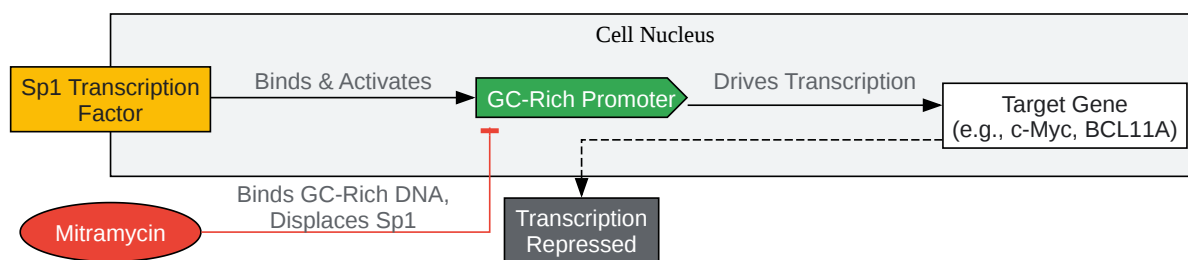 Cell Nucleus
Sp1 Transcription
Factor
Binds & Activates
GC-Rich Promoter
Drives Transcription
Target Gene
(e.g., c-Myc, BCL11A)
Binds GC-Rich DNA,
Displaces Sp1
Mitramycin
Transcription
Repressed